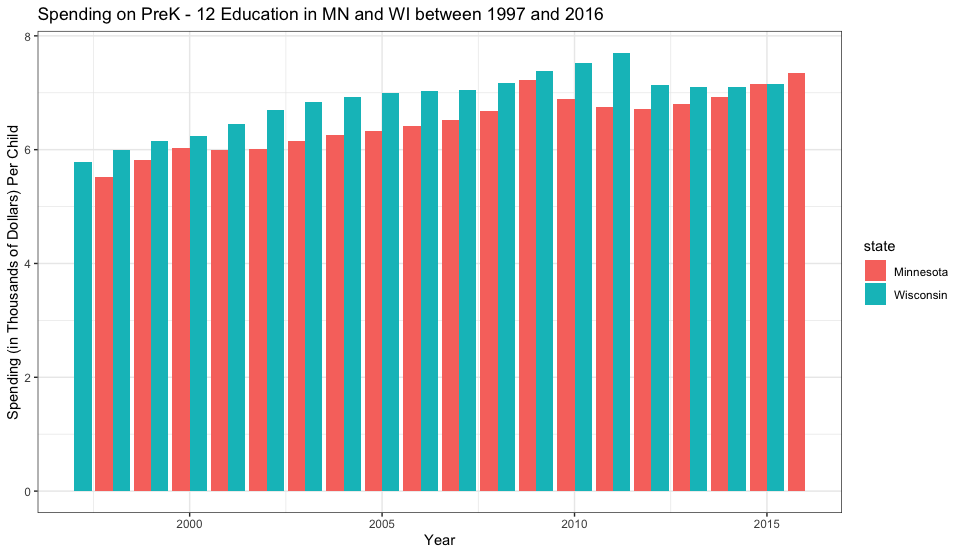 Spending on PreK - 12 Education in MN and WI between 1997 and 2016
Spending (in Thousands of Dollars) Per Child
8
6
4
2
0
2000
2005
2010
2015
Year
state
Minnesota
Wisconsin